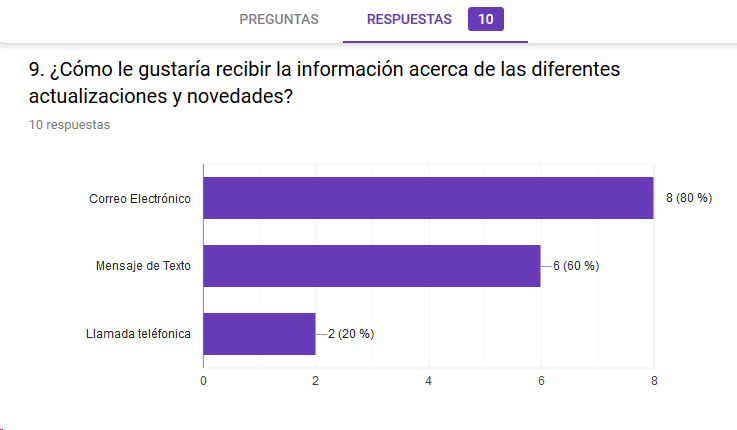 PREGUNTAS RESPUESTAS 10
9. ¿Cómo le gustaría recibir la información acerca de las diferentes
actualizaciones y novedades?
10 respuestas
Correo Electrónico 8 (80 %)
Mensaje de Texto 6 (60 %)
Llamada teléfonica 2 (20 %)
0 2 4 6 8